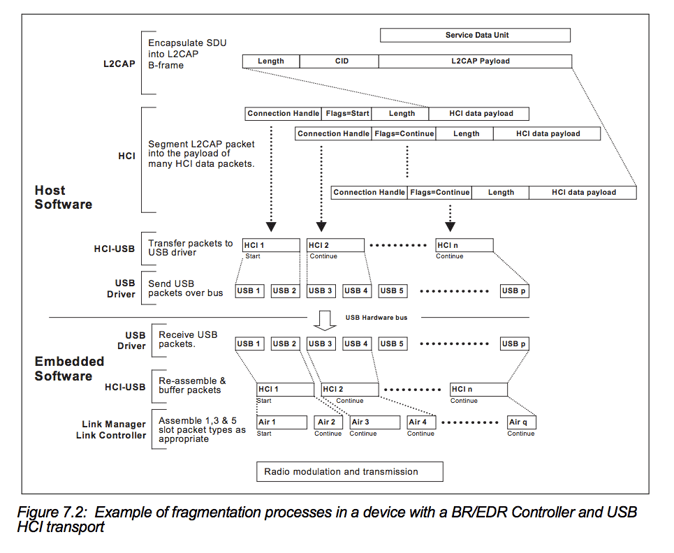 Service Data Unit
L2CAP
Encapsulate SDU
into L2CAP
B-frame
Length CID L2CAP Payload
Connection Handle Flags=Start Length HCI data payload
Connection Handle Flags=Continue Length HCI data payload
HCI
Segment L2CAP packet
into the payload of
many HCI data packets.
Connection Handle Flags=Continue Length HCI data payload
Host
Software
HCI-USB
Transfer packets to
USB driver
HCI 1 HCI 2 HCI n
Start Continue Continue
USB
Driver
Send USB
packets over bus
USB 1 USB 2 USB 3 USB 4 USB 5 USB p
USB Hardware bus
USB
Driver
Receive USB
packets.
USB 1 USB 2 USB 3 USB 4 USB 5 USB p
Embedded
Software
HCI-USB
Re-assemble &
buffer packets
HCI 1 HCI 2 HCI n
Start Continue Continue
Link Manager
Link Controller
Assemble 1,3 & 5
slot packet types as
appropriate
Air 1 Air 2 Air 3 Air 4 Air q
Start Continue Continue Continue Continue
Radio modulation and transmission
Figure 7.2: Example of fragmentation processes in a device with a BR/EDR Controller and USB
HCI transport